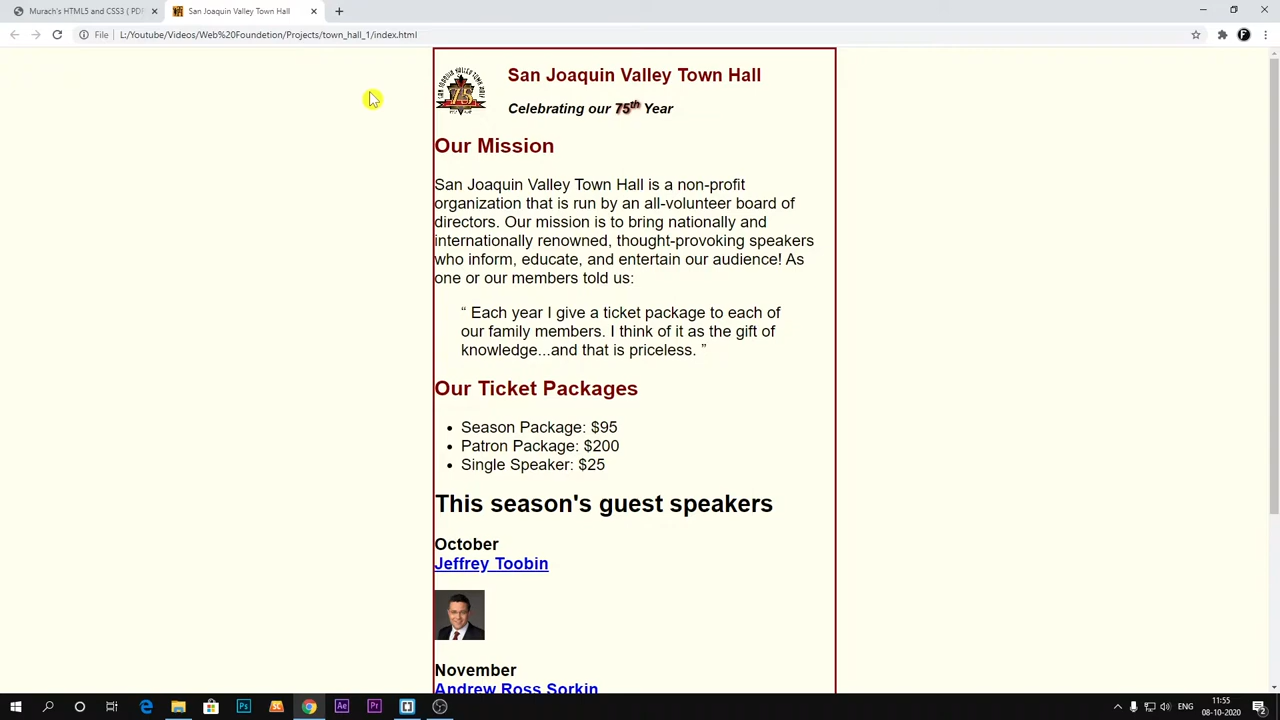 Murach's HTML5 and CSS3 ( PDF
San Joaquin Valley Town Hall
File
L:/Youtube/Videos/Web%20Foundetion/Projects/town_hall_1/index.html
75
San Joaquin Valley Town Hall
Celebrating our 75th Year
Our Mission
San Joaquin Valley Town Hall is a non-profit
organization that is run by an all-volunteer board of
directors. Our mission is to bring nationally and
internationally renowned, thought-provoking speakers
who inform, educate, and entertain our audience! As
one or our members told us:
“ Each year I give a ticket package to each of
our family members. I think of it as the gift of
knowledge...and that is priceless. ”
Our Ticket Packages
Season Package: $95
Patron Package: $200
Single Speaker: $25
This season's guest speakers
October
Jeffrey Toobin
November
Andrew Ross Sorkin
ENG
11:55
08-10-2020